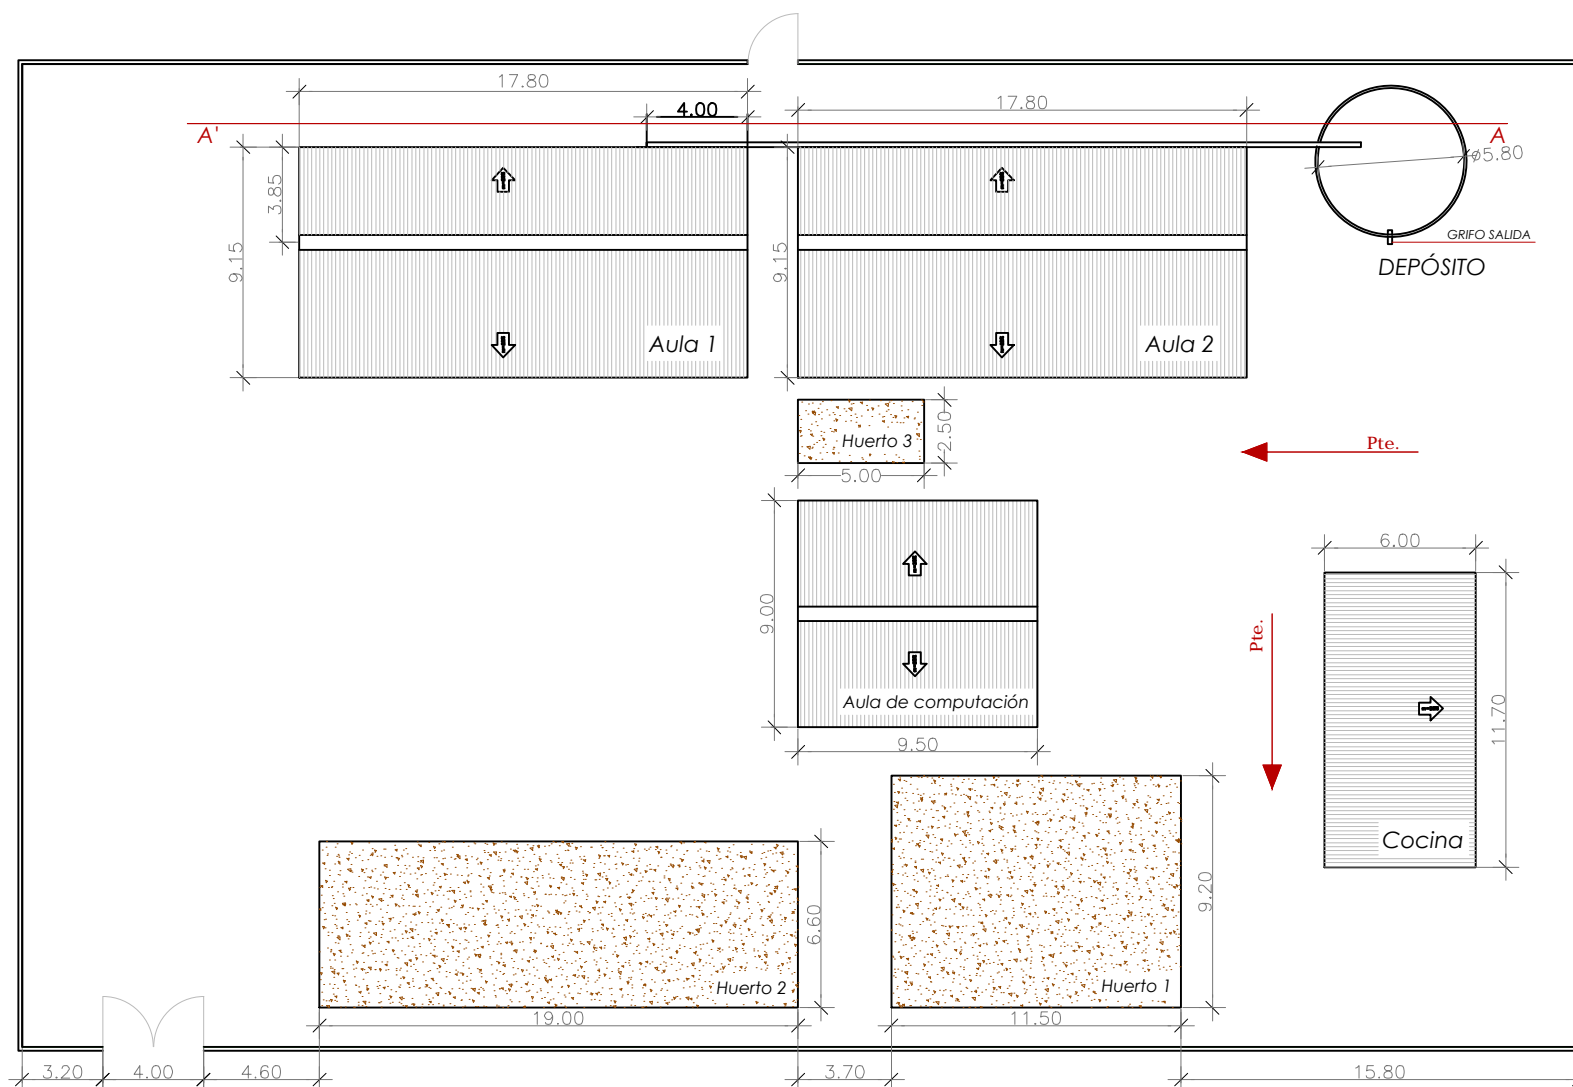 17.80
4.00
17.80
A'
A
ø5.80
3.85
9.15
9.15
GRIFO SALIDA
DEPÓSITO
Aula 1
Aula 2
Huerto 3
2.50
5.00
Pte.
6.00
9.00
Pte.
Aula de computación
11.70
9.50
Cocina
9.20
6.60
Huerto 2
Huerto 1
19.00
11.50
3.20
4.00
4.60
3.70
15.80